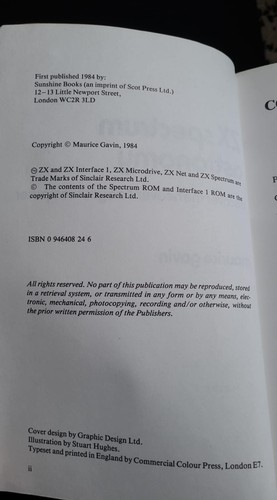 First published 1984 by:
Sunshine Books (an imprint of Scot Press Ltd.)
12–13 Little Newport Street,
London WC2R 3LD
Copyright © Maurice Gavin, 1984
© ZX and ZX Interface 1, ZX Microdrive, ZX Net and ZX Spectrum are
Trade Marks of Sinclair Research Ltd.
© The contents of the Spectrum ROM and Interface 1 ROM are the
copyright of Sinclair Research Ltd.
ISBN 0 946408 24 6
All rights reserved. No part of this publication may be reproduced, stored
in a retrieval system, or transmitted in any form or by any means, elec-
tronic, mechanical, photocopying, recording and/or otherwise, without
the prior written permission of the Publishers.
Cover design by Graphic Design Ltd.
Illustration by Stuart Hughes.
Typeset and printed in England by Commercial Colour Press, London E7.
ii